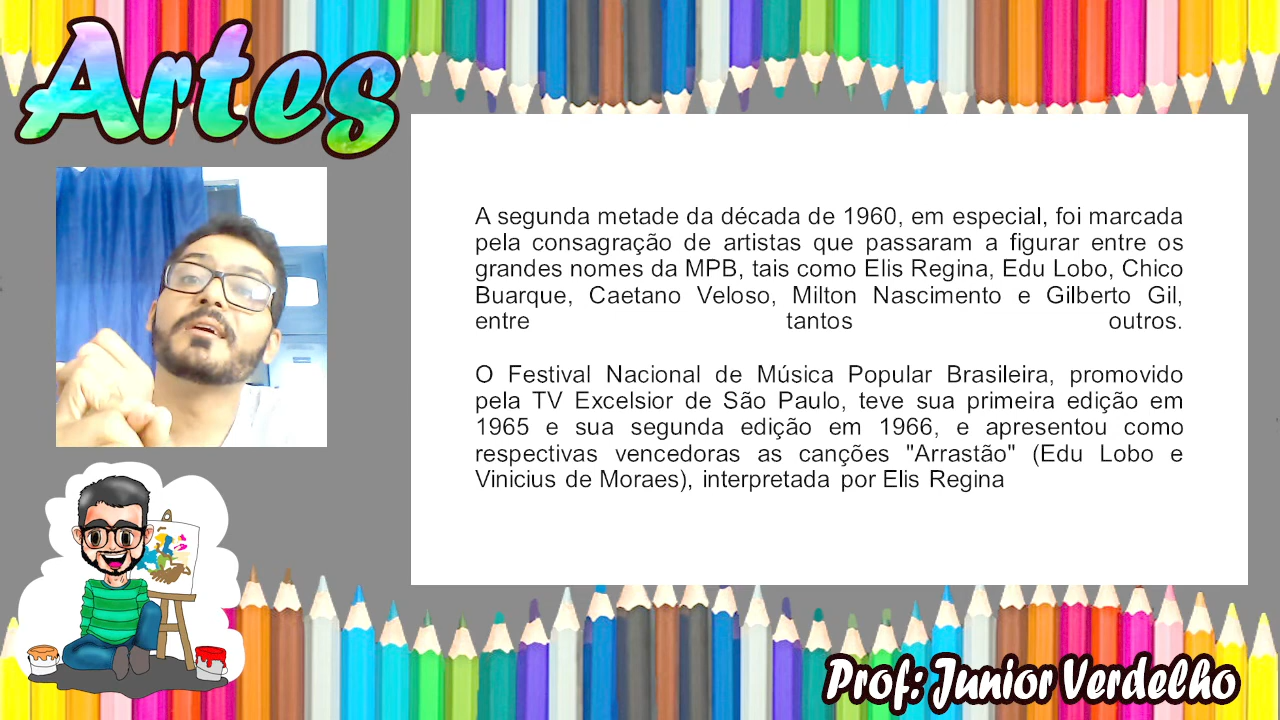 Artes
A segunda metade da década de 1960, em especial, foi marcada
pela consagração de artistas que passaram a figurar entre os
grandes nomes da MPB, tais como Elis Regina, Edu Lobo, Chico
Buarque, Caetano Veloso, Milton Nascimento e Gilberto Gil,
entre tantos outros.
O Festival Nacional de Música Popular Brasileira, promovido
pela TV Excelsior de São Paulo, teve sua primeira edição em
1965 e sua segunda edição em 1966, e apresentou como
respectivas vencedoras as canções "Arrastão" (Edu Lobo e
Vinicius de Moraes), interpretada por Elis Regina
Prof: Junior Verdelho